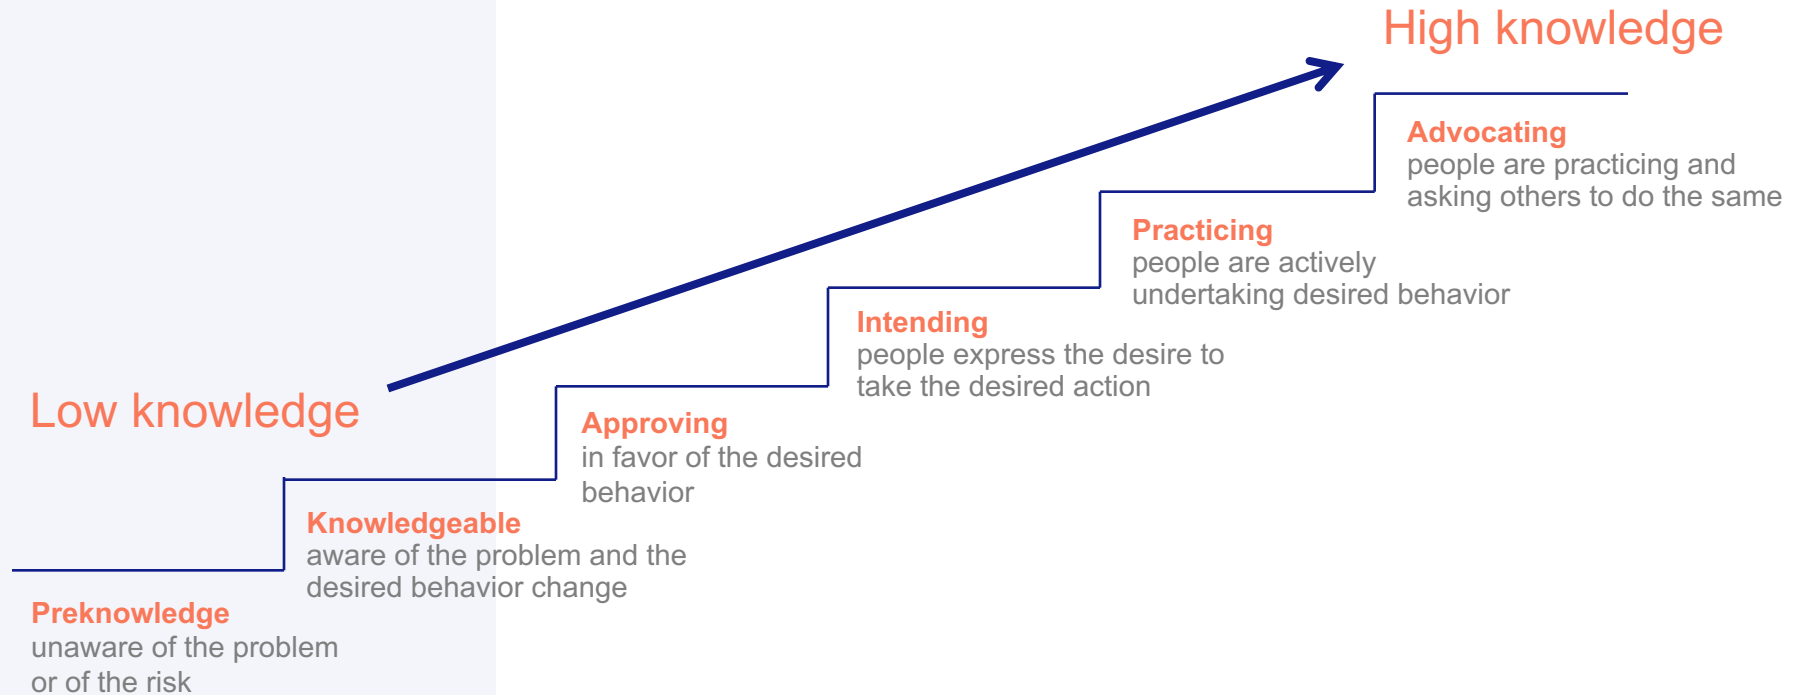 High knowledge
Advocating
people are practicing and
asking others to do the same
Practicing
people are actively
undertaking desired behavior
Intending
people express the desire to
take the desired action
Low knowledge
Approving
in favor of the desired
behavior
Knowledgeable
aware of the problem and the
desired behavior change
Preknowledge
unaware of the problem
or of the risk